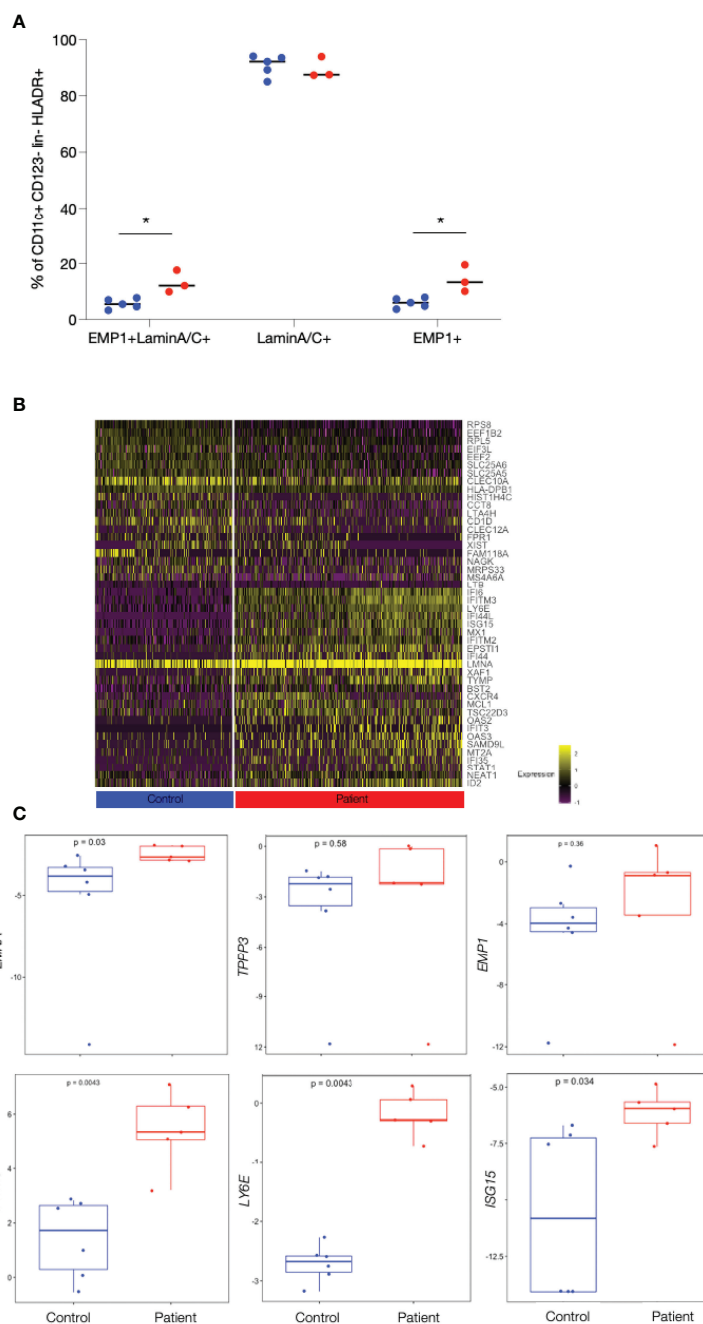 A
100
80
60
40
20
0
% of CD11c+ CD123- lin- HLADR+
*
*
EMP1+LaminA/C+
LaminA/C+
EMP1+
B
RPS8
EEF1B2
RPL5
EIF3L
EEF2
SLC25A6
SLC25A5
CLEC10A
HLA-DPB1
HIST1H4C
CCT8
LTA4H
CD1D
CLEC12A
FPR1
XIST
FAM118A
NAGK
MRPS33
MS4A6A
LTB
IFI6
IFITM3
LY6E
IFI44L
ISG15
MX1
IFITM2
EPSTI1
IFI44
LMNA
XAF1
TYMP
BST2
CXCR4
MCL1
TSC22D3
OAS2
IFIT3
OAS3
SAMD9L
MT2A
IFI35
STAT1
NEAT1
ID2
Expression
2
1
0
-1
Control
Patient
C
p = 0.03
-5
-10
p = 0.58
0
-3
-6
-9
12
TPPP3
p = 0.36
0
-4
-8
-12
EMP1
p = 0.0043
6
4
2
0
Control
Patient
p = 0.0043
0
-1
-2
-3
LY6E
Control
Patient
p = 0.034
-5.0
-7.5
-12.5
ISG15
Control
Patient